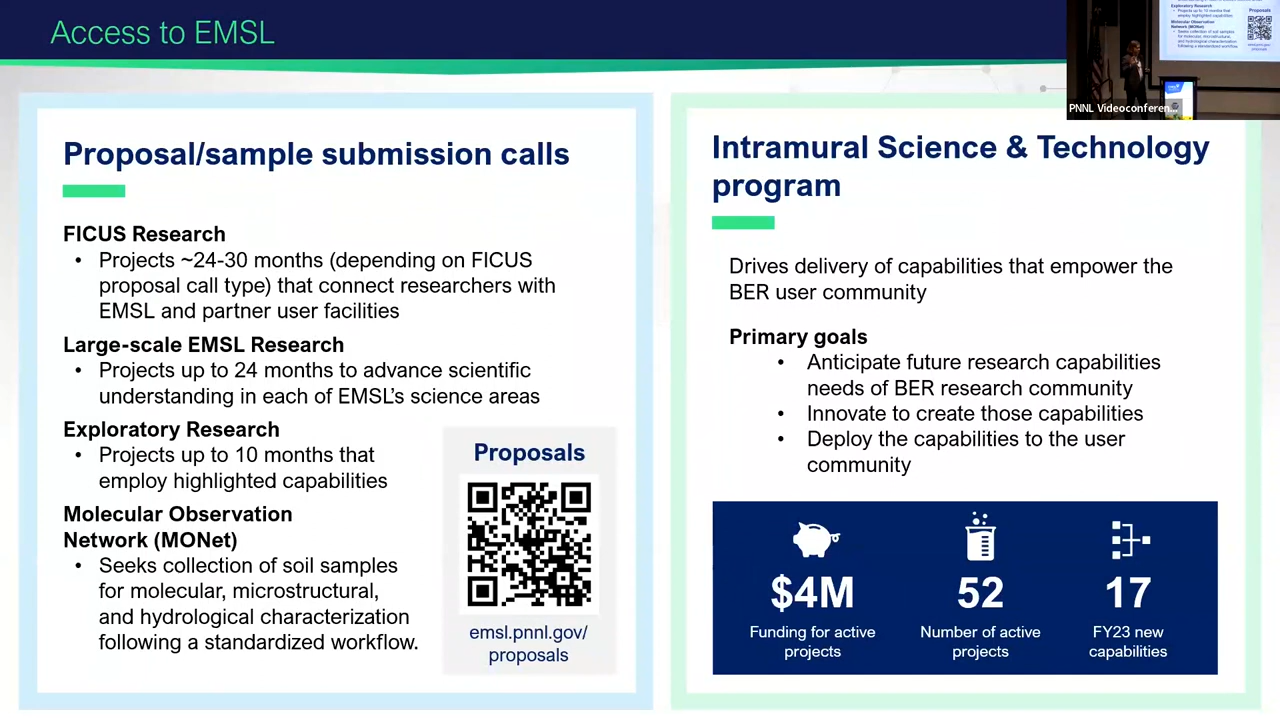 Access to EMSL
PNNL Videoconferen...
Proposal/sample submission calls
FICUS Research
• Projects ~24-30 months (depending on FICUS
proposal call type) that connect researchers with
EMSL and partner user facilities
Large-scale EMSL Research
• Projects up to 24 months to advance scientific
understanding in each of EMSL's science areas
Exploratory Research
• Projects up to 10 months that
employ highlighted capabilities
Molecular Observation
Network (MONet)
• Seeks collection of soil samples
for molecular, microstructural,
and hydrological characterization
following a standardized workflow.
Proposals
emsl.pnnl.gov/
proposals
Intramural Science & Technology
program
Drives delivery of capabilities that empower the
BER user community
Primary goals
• Anticipate future research capabilities
needs of BER research community
• Innovate to create those capabilities
• Deploy the capabilities to the user
community
$4M
Funding for active
projects
52
Number of active
projects
17
FY23 new
capabilities